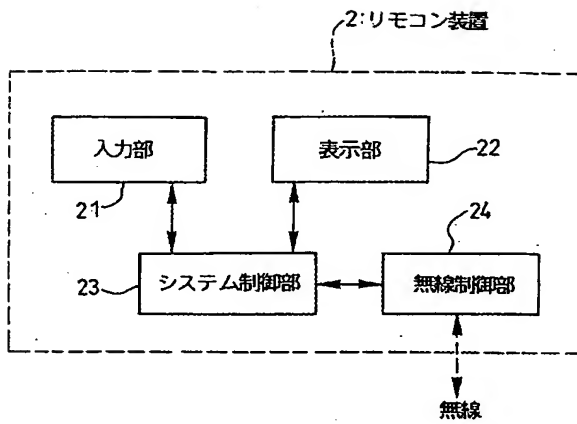 2:リモコン装置
入力部
表示部
22
21
24
23
システム制御部
無線制御部
無線